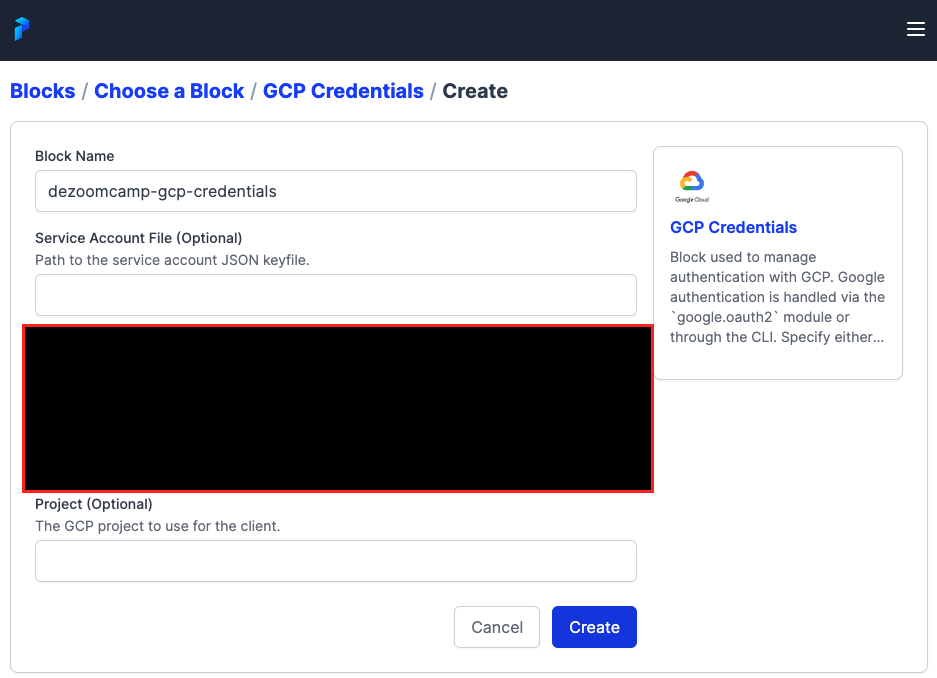 Blocks / Choose a Block / GCP Credentials / Create
Block Name
dezoomcamp-gcp-credentials
Service Account File (Optional)
Path to the service account JSON keyfile.
Project (Optional)
The GCP project to use for the client.
Cancel
Create
Google Cloud
GCP Credentials
Block used to manage
authentication with GCP. Google
authentication is handled via the
`google.oauth2` module or
through the CLI. Specify either...